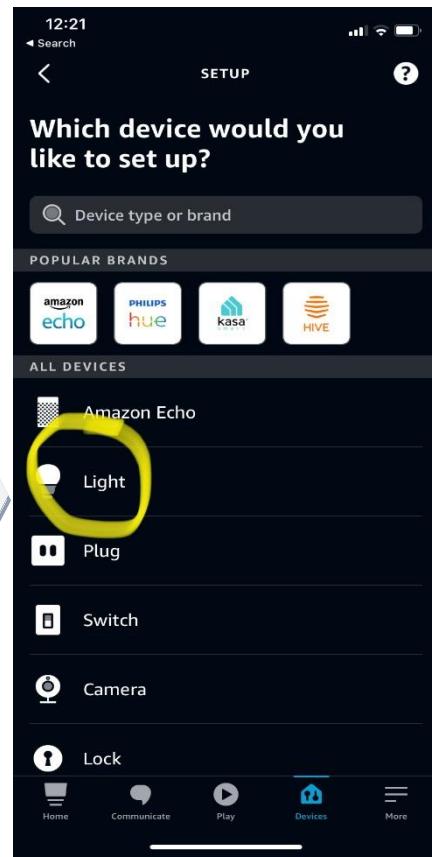 12:21
◄ Search
SETUP
?
Which device would you
like to set up?
Device type or brand
POPULAR BRANDS
amazon
echo
PHILIPS
hue
kasa
smart
HIVE
ALL DEVICES
Amazon Echo
Light
Plug
Switch
Camera
Lock
Home Communicate Play Devices More